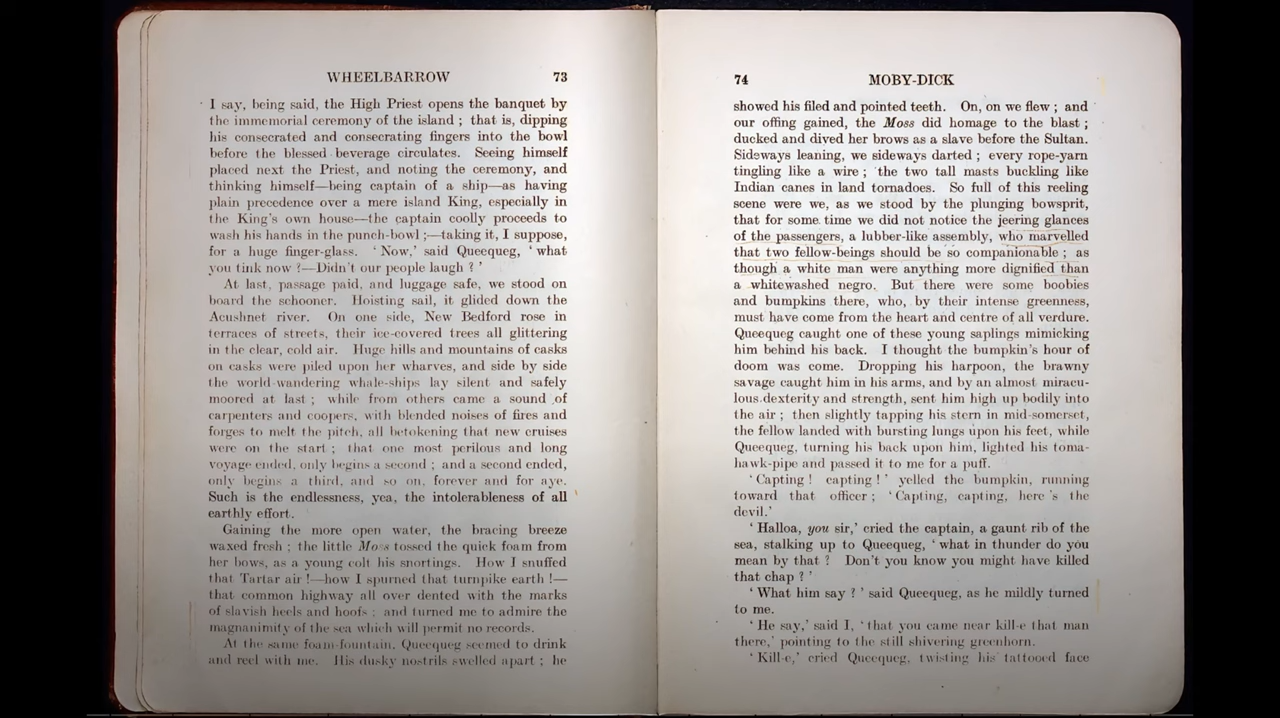 WHEELBARROW 73
I say, being said, the High Priest opens the banquet by
the immemorial ceremony of the island ; that is, dipping
his consecrated and consecrating fingers into the bowl
before the blessed beverage circulates. Seeing himself
placed next the Priest, and noting the ceremony, and
thinking himself—being captain of a ship—as having
plain precedence over a mere island King, especially in
the King's own house—the captain coolly proceeds to
wash his hands in the punch-bowl ;—taking it, I suppose,
for a huge finger-glass. ‘ Now,’ said Queequeg, ‘ what
you tink now ?—Didn't our people laugh ? ’
At last, passage paid, and luggage safe, we stood on
board the schooner. Hoisting sail, it glided down the
Acushnet river. On one side, New Bedford rose in
terraces of streets, their ice-covered trees all glittering
in the clear, cold air. Huge hills and mountains of casks
on casks were piled upon her wharves, and side by side
the world-wandering whale-ships lay silent and safely
moored at last ; while from others came a sound of
carpenters and coopers, with blended noises of fires and
forges to melt the pitch, all betokening that new cruises
were on the start ; that one most perilous and long
voyage ended, only begins a second ; and a second ended,
only begins a third, and so on, forever and for aye.
Such is the endlessness, yea, the intolerableness of all
earthly effort.
Gaining the more open water, the bracing breeze
waxed fresh ; the little Moss tossed the quick foam from
her bows, as a young colt his snortings. How I snuffed
that Tartar air !—how I spurned that turnpike earth !—
that common highway all over dented with the marks
of slavish heels and hoofs ; and turned me to admire the
magnanimity of the sea which will permit no records.
At the same foam-fountain, Queequeg seemed to drink
and reel with me. His dusky nostrils swelled apart ; he
74 MOBY-DICK
showed his filed and pointed teeth. On, on we flew ; and
our offing gained, the Moss did homage to the blast ;
ducked and dived her brows as a slave before the Sultan.
Sideways leaning, we sideways darted ; every rope-yarn
tingling like a wire ; the two tall masts buckling like
Indian canes in land tornadoes. So full of this reeling
scene were we, as we stood by the plunging bowsprit,
that for some time we did not notice the jeering glances
of the passengers, a lubber-like assembly, who marvelled
that two fellow-beings should be so companionable ; as
though a white man were anything more dignified than
a whitewashed negro. But there were some boobies
and bumpkins there, who, by their intense greenness,
must have come from the heart and centre of all verdure.
Queequeg caught one of these young saplings mimicking
him behind his back. I thought the bumpkin's hour of
doom was come. Dropping his harpoon, the brawny
savage caught him in his arms, and by an almost miracu-
lous dexterity and strength, sent him high up bodily into
the air ; then slightly tapping his stern in mid-somerset,
the fellow landed with bursting lungs upon his feet, while
Queequeg, turning his back upon him, lighted his toma-
hawk-pipe and passed it to me for a puff.
‘ Capting ! capting ! ’ yelled the bumpkin, running
toward that officer ; ‘ Capting, capting, here 's the
devil.’
‘ Halloa, you sir,’ cried the captain, a gaunt rib of the
sea, stalking up to Queequeg, ‘ what in thunder do you
mean by that ? Don't you know you might have killed
that chap ? ’
‘ What him say ? ’ said Queequeg, as he mildly turned
to me.
‘ He say,’ said I, ‘ that you came near kill-e that man
there,’ pointing to the still shivering greenhorn.
‘ Kill-e,’ cried Queequeg, twisting his tattooed face